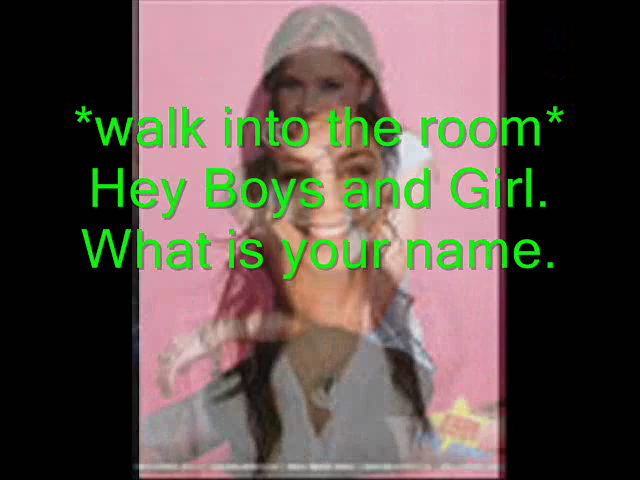 *walk into the room*
Hey Boys and Girl.
What is your name.